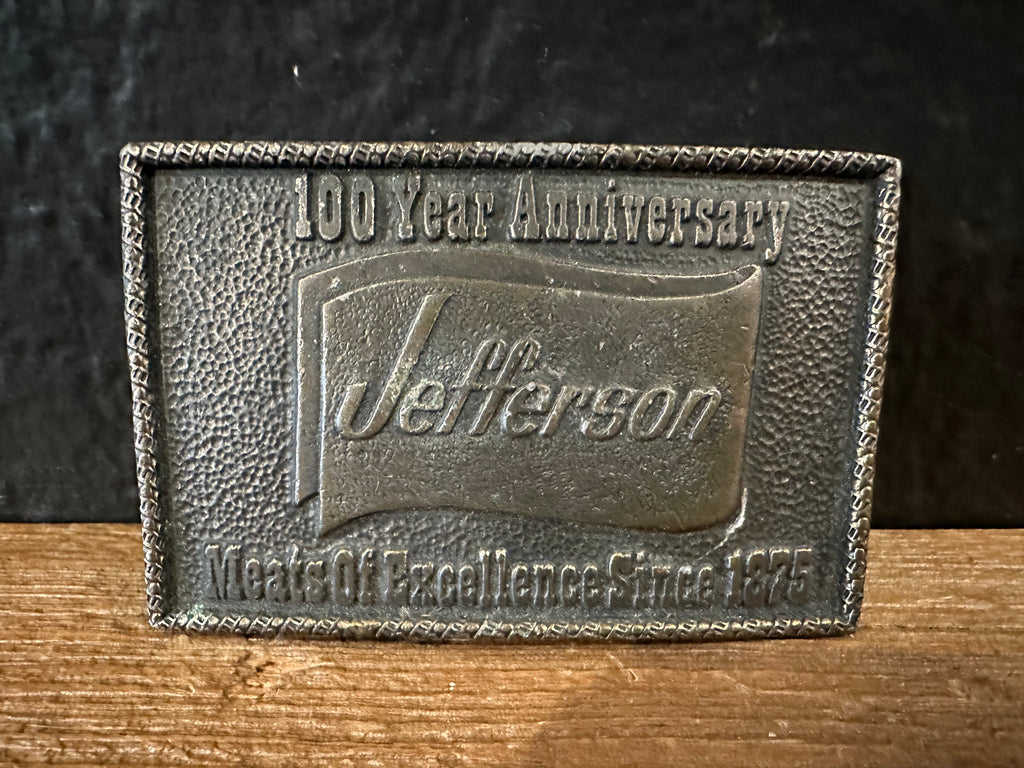 100 Year Anniversary
Jefferson
Meats Of Excellence Since 1875